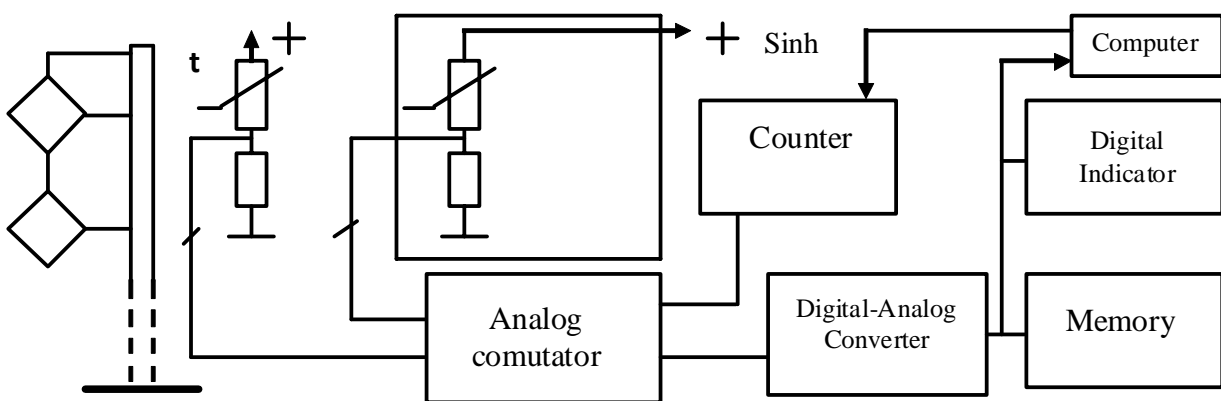 t
+
+
Sinh
Computer
Counter
Digital
Indicator
Analog
comutator
Digital-Analog
Converter
Memory